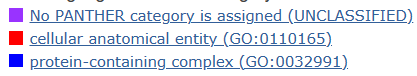 No PANTHER category is assigned (UNCLASSIFIED)
cellular anatomical entity (GO:0110165)
protein-containing complex (GO:0032991)